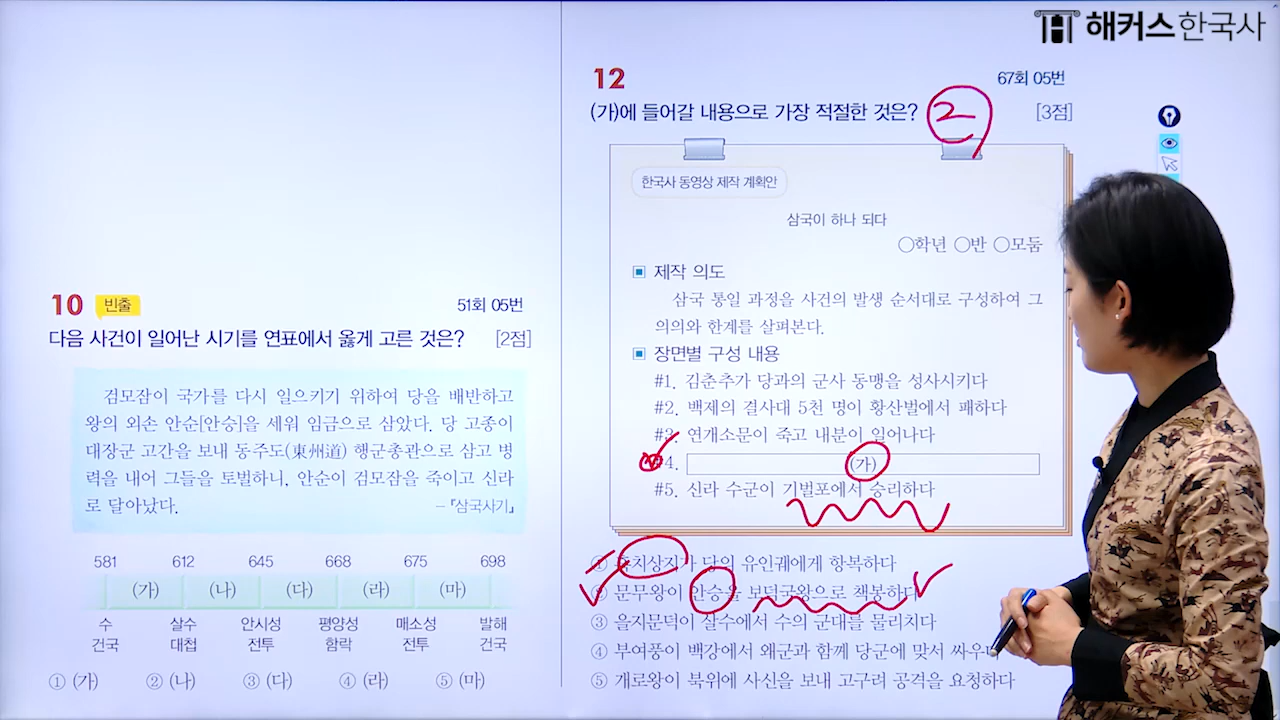 해커스한국사
10 빈출 51회 05번
다음 사건이 일어난 시기를 연표에서 옳게 고른 것은? [2점]
검모잠이 국가를 다시 일으키기 위하여 당을 배반하고
왕의 외손 안순[안승]을 세워 임금으로 삼았다. 당 고종이
대장군 고간을 보내 동주도(東州道) 행군총관으로 삼고 병
력을 내어 그들을 토벌하니, 안순이 검모잠을 죽이고 신라
로 달아났다. -『삼국사기』
581 612 645 668 675 698
(가) (나) (다) (라) (마)
수 살수 안시성 평양성 매소성 발해
건국 대첩 전투 함락 전투 건국
① (가) ② (나) ③ (다) ④ (라) ⑤ (마)
12 67회 05번
(가)에 들어갈 내용으로 가장 적절한 것은? 2 [3점]
한국사 동영상 제작 계획안
삼국이 하나 되다
○학년 ○반 ○모둠
제작 의도
삼국 통일 과정을 사건의 발생 순서대로 구성하여 그
의의와 한계를 살펴본다.
장면별 구성 내용
#1. 김춘추가 당과의 군사 동맹을 성사시키다
#2. 백제의 결사대 5천 명이 황산벌에서 패하다
#3. 연개소문이 죽고 내분이 일어나다
4. (가)
#5. 신라 수군이 기벌포에서 승리하다
① 흑치상지가 당의 유인궤에게 항복하다
문무왕이 안승을 보덕국왕으로 책봉하다
③ 을지문덕이 살수에서 수의 군대를 물리치다
④ 부여풍이 백강에서 왜군과 함께 당군에 맞서 싸우다
⑤ 개로왕이 북위에 사신을 보내 고구려 공격을 요청하다